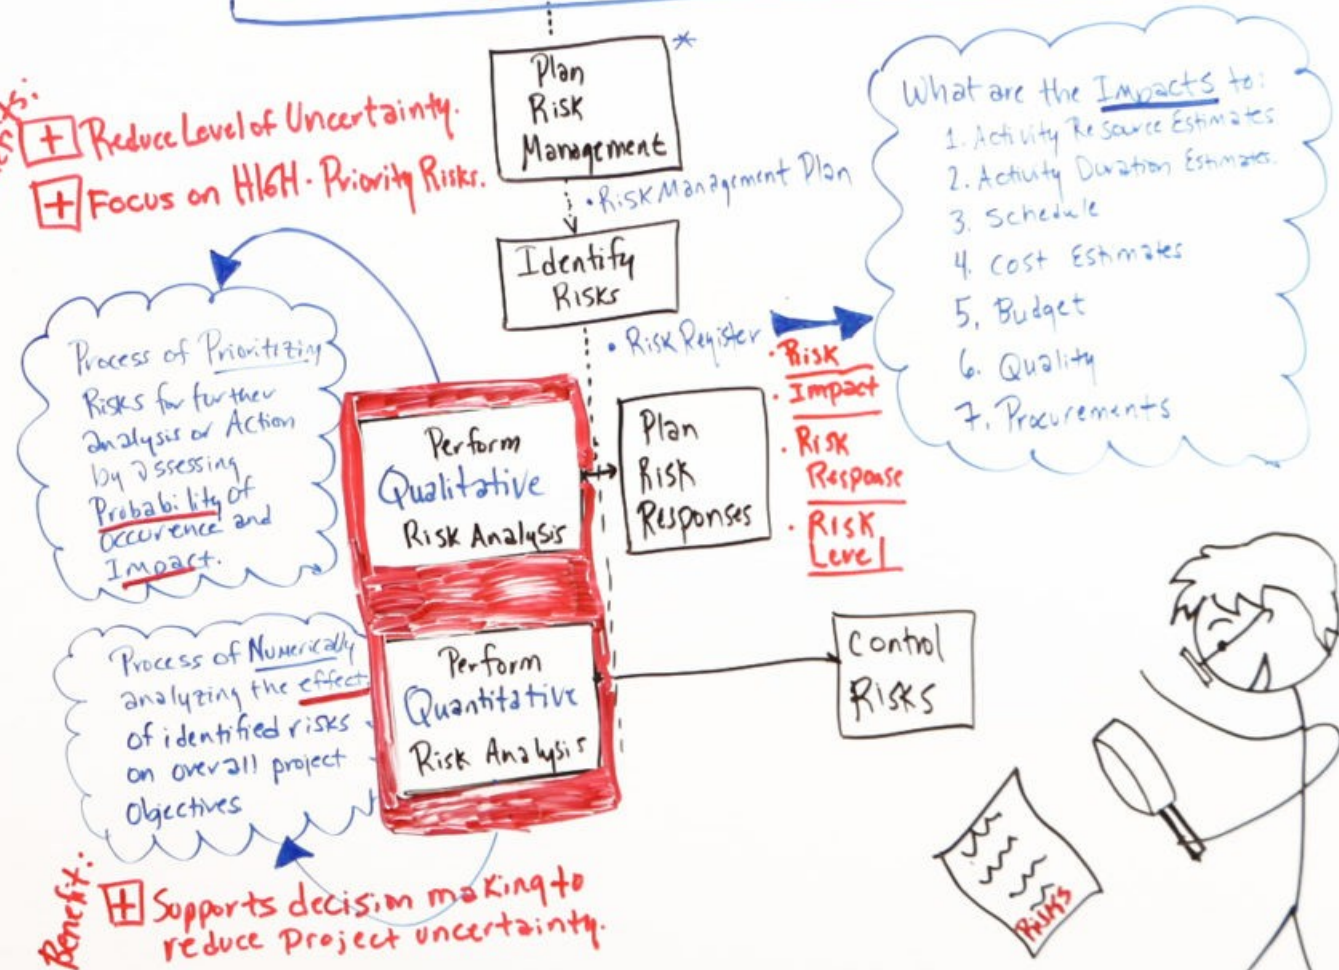 Plan
Risk
Management
*
+ Reduce Level of Uncertainty.
+ Focus on HIGH-Priority Risks.
• Risk Management Plan
Identify
Risks
• Risk Register
What are the Impacts to:
1. Activity Resource Estimates
2. Activity Duration Estimates.
3. Schedule
4. Cost Estimates
5. Budget
6. Quality
7. Procurements
Process of Prioritizing
Risks for further
analysis or Action
by assessing
Probability of
occurence and
Impact.
Perform
Qualitative
Risk Analysis
Plan
Risk
Responses
• Risk
• Impact
• Risk
Response
• Risk
Level
Process of Numerically
analyzing the effect
of identified risks
on overall project
Objectives
Perform
Quantitative
Risk Analysis
Control
Risks
Benefit:
+ Supports decision making to
reduce Project uncertainty.
Risks